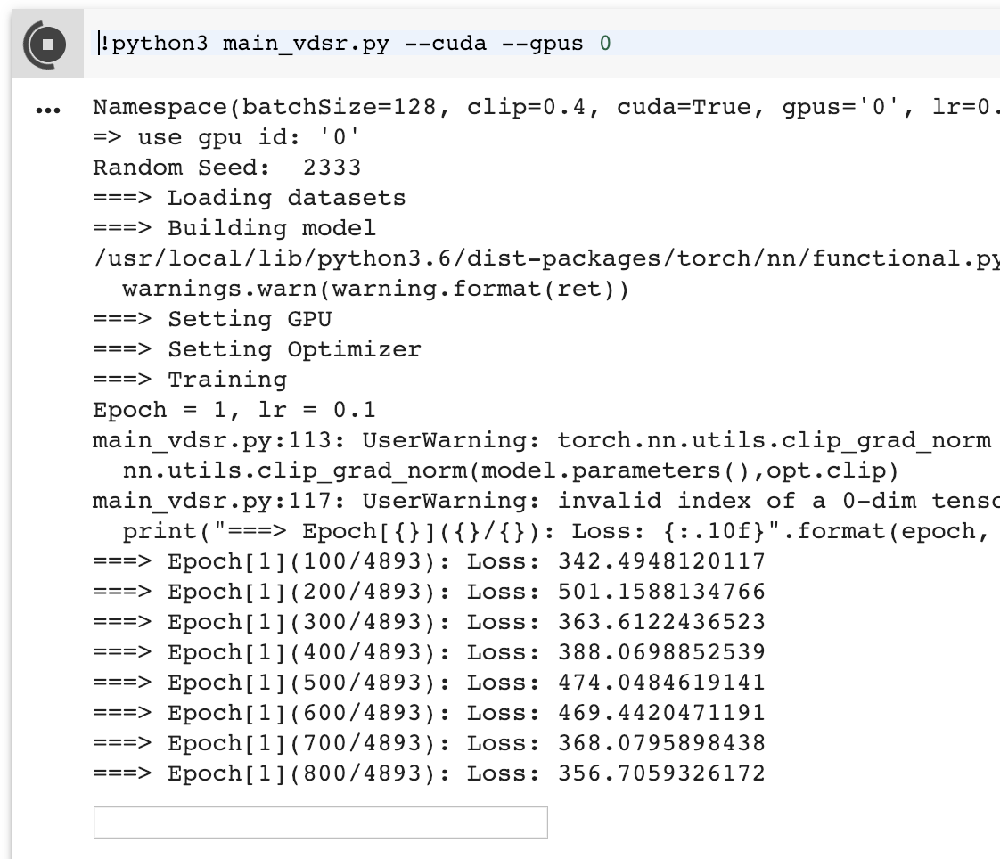 !python3 main_vdsr.py --cuda --gpus 0
... Namespace(batchSize=128, clip=0.4, cuda=True, gpus='0', lr=0.
=> use gpu id: '0'
Random Seed:  2333
===> Loading datasets
===> Building model
/usr/local/lib/python3.6/dist-packages/torch/nn/functional.py
  warnings.warn(warning.format(ret))
===> Setting GPU
===> Setting Optimizer
===> Training
Epoch = 1, lr = 0.1
main_vdsr.py:113: UserWarning: torch.nn.utils.clip_grad_norm
  nn.utils.clip_grad_norm(model.parameters(),opt.clip)
main_vdsr.py:117: UserWarning: invalid index of a 0-dim tenso
  print("===> Epoch[{}]({}/{}): Loss: {:.10f}".format(epoch,
===> Epoch[1](100/4893): Loss: 342.4948120117
===> Epoch[1](200/4893): Loss: 501.1588134766
===> Epoch[1](300/4893): Loss: 363.6122436523
===> Epoch[1](400/4893): Loss: 388.0698852539
===> Epoch[1](500/4893): Loss: 474.0484619141
===> Epoch[1](600/4893): Loss: 469.4420471191
===> Epoch[1](700/4893): Loss: 368.0795898438
===> Epoch[1](800/4893): Loss: 356.7059326172